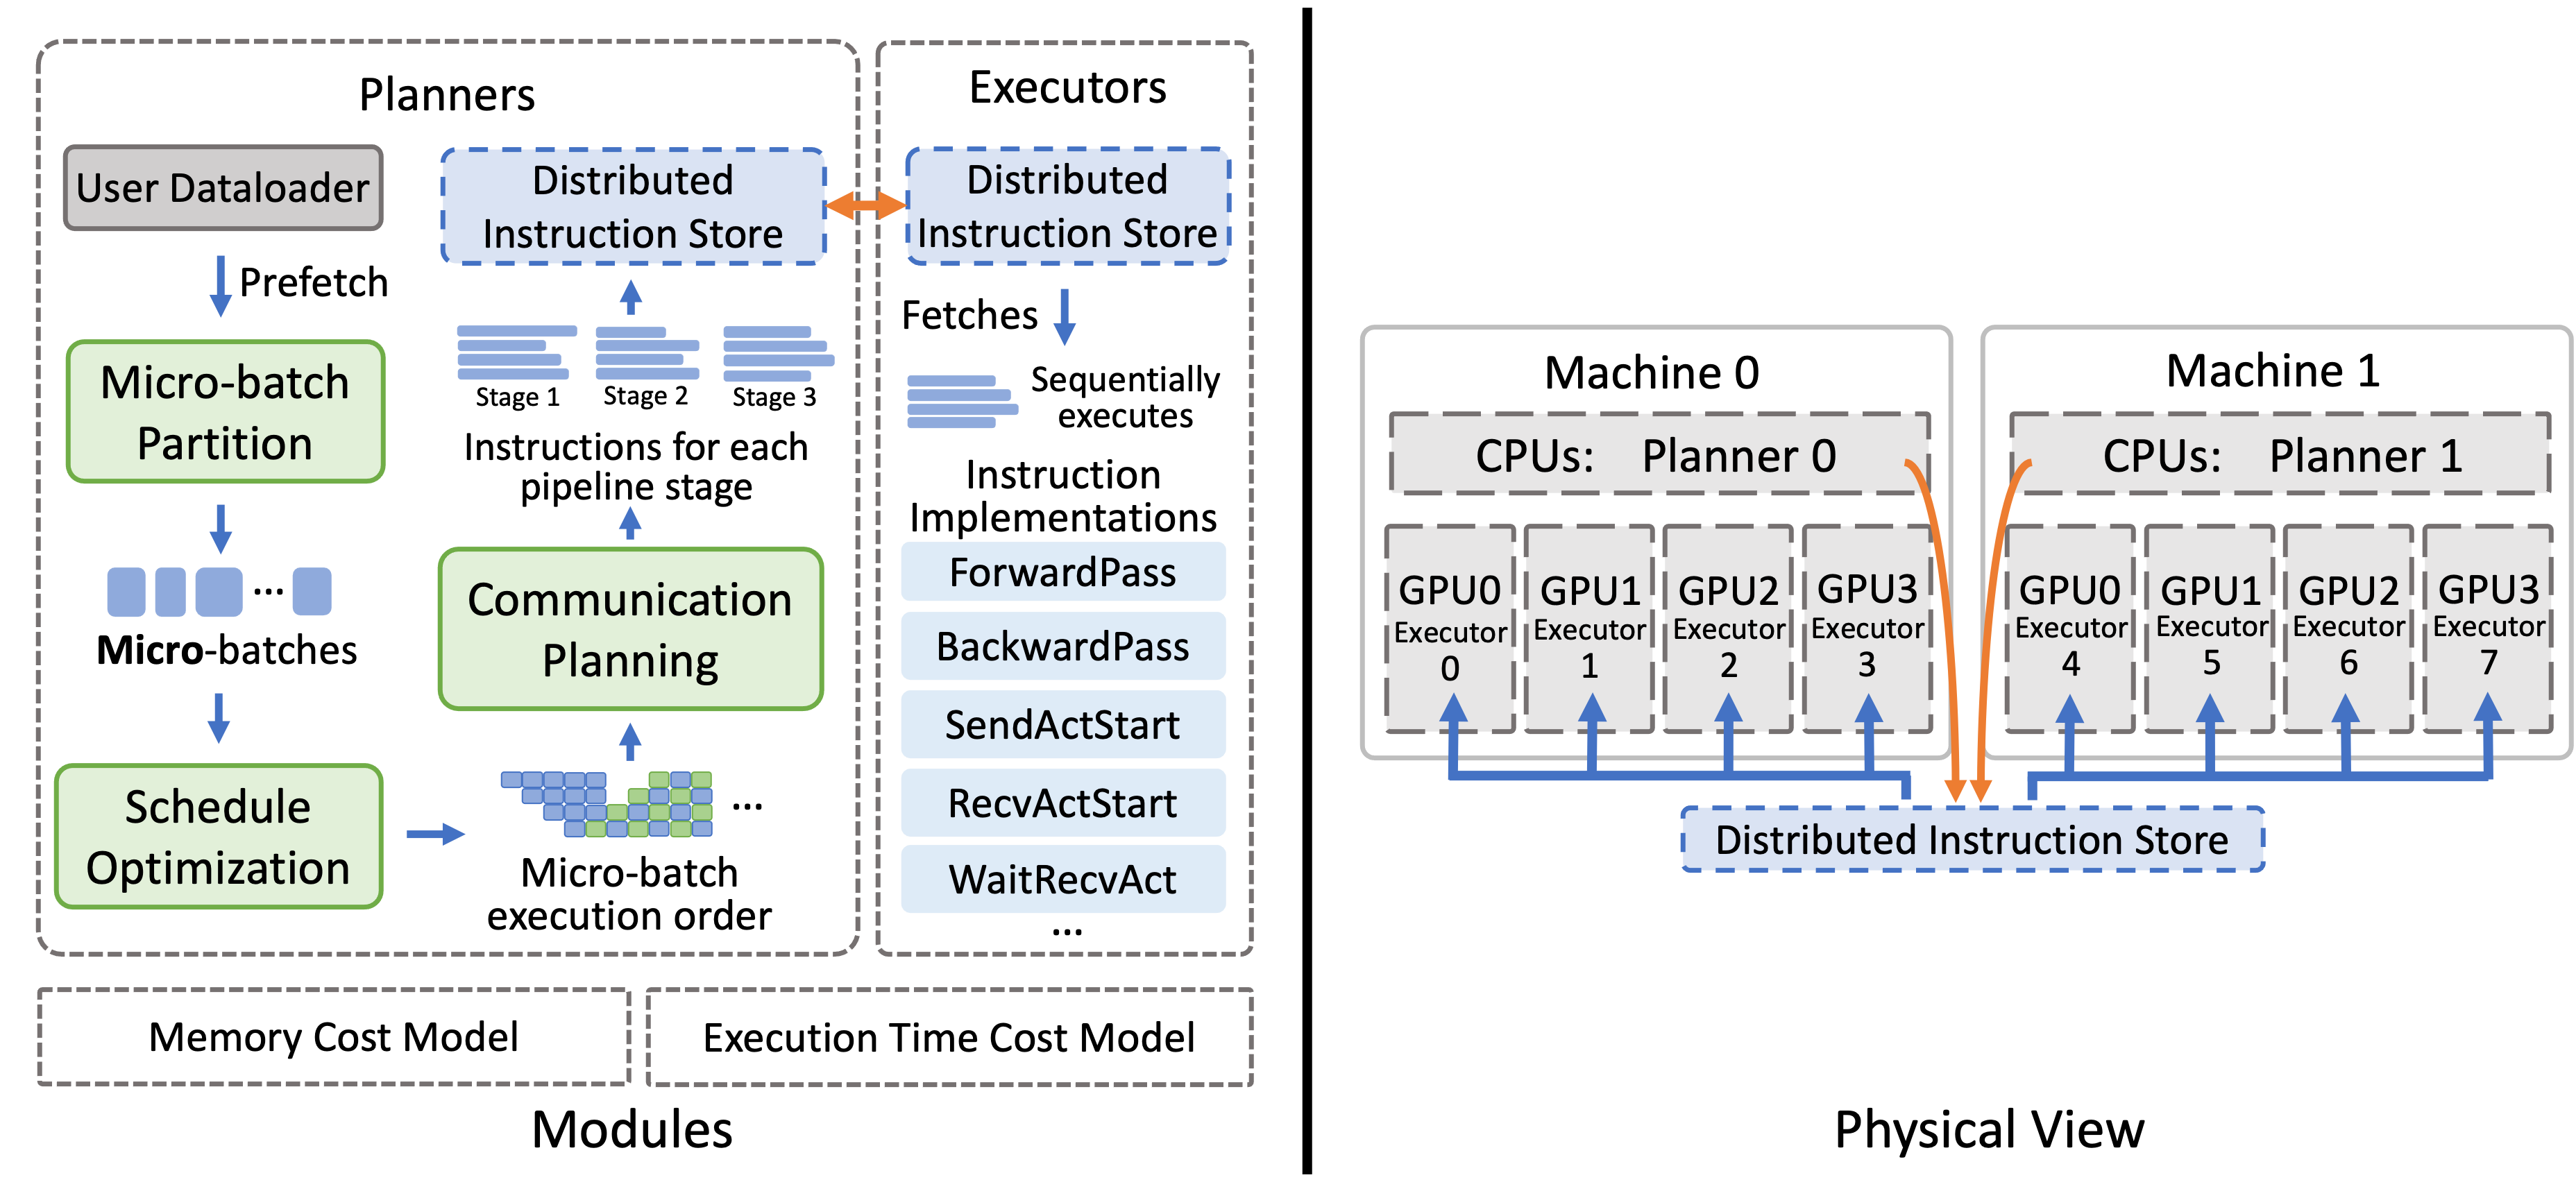 Planners
User Dataloader
Prefetch
Micro-batch
Partition
...
Micro-batches
Schedule
Optimization
Distributed
Instruction Store
Stage 1
Stage 2
Stage 3
Instructions for each
pipeline stage
Communication
Planning
...
Micro-batch
execution order
Executors
Distributed
Instruction Store
Fetches
Sequentially
executes
Instruction
Implementations
ForwardPass
BackwardPass
SendActStart
RecvActStart
WaitRecvAct
...
Memory Cost Model
Execution Time Cost Model
Modules
Machine 0
CPUs: Planner 0
GPU0
Executor
0
GPU1
Executor
1
GPU2
Executor
2
GPU3
Executor
3
Machine 1
CPUs: Planner 1
GPU0
Executor
4
GPU1
Executor
5
GPU2
Executor
6
GPU3
Executor
7
Distributed Instruction Store
Physical View